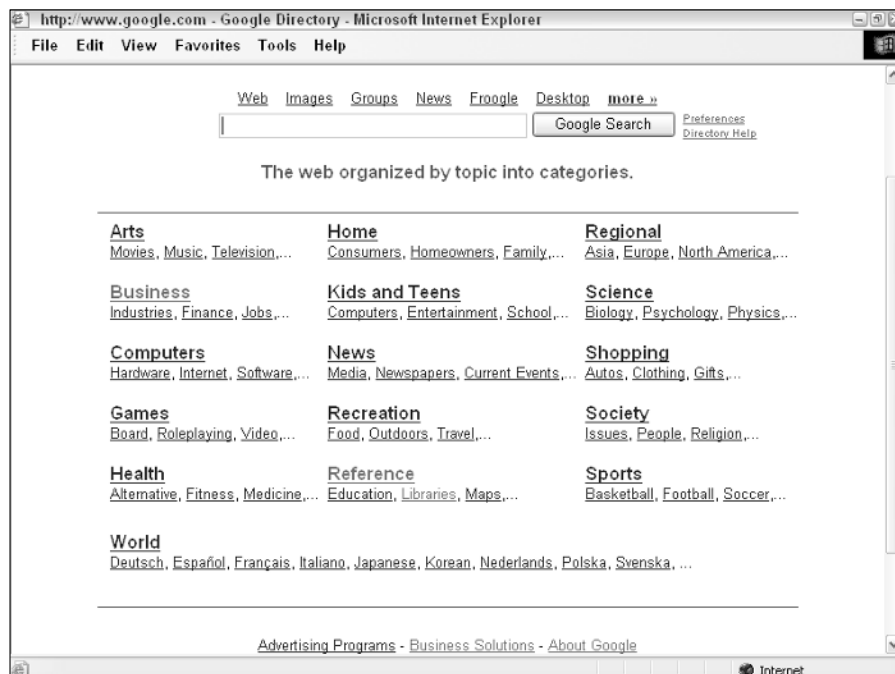 http://www.google.com - Google Directory - Microsoft Internet Explorer
File Edit View Favorites Tools Help
Web Images Groups News Froogle Desktop more »
Google Search
Preferences
Directory Help
The web organized by topic into categories.
Arts Home Regional
Movies, Music, Television,... Consumers, Homeowners, Family,... Asia, Europe, North America,...
Business Kids and Teens Science
Industries, Finance, Jobs,... Computers, Entertainment, School,... Biology, Psychology, Physics,...
Computers News Shopping
Hardware, Internet, Software,... Media, Newspapers, Current Events,... Autos, Clothing, Gifts,...
Games Recreation Society
Board, Roleplaying, Video,... Food, Outdoors, Travel,... Issues, People, Religion,...
Health Reference Sports
Alternative, Fitness, Medicine,... Education, Libraries, Maps,... Basketball, Football, Soccer,...
World
Deutsch, Español, Français, Italiano, Japanese, Korean, Nederlands, Polska, Svenska, ...
Advertising Programs - Business Solutions - About Google
Internet